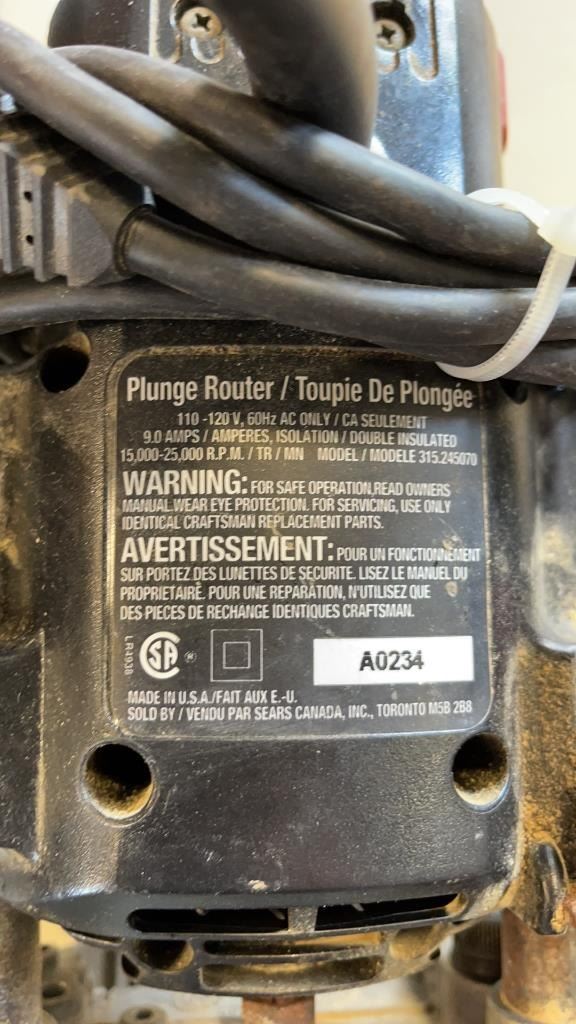 Plunge Router / Toupie De Plongée
110 -120 V, 60Hz AC ONLY / CA SEULEMENT
9.0 AMPS / AMPERES, ISOLATION / DOUBLE INSULATED
15,000-25,000 R.P.M. / TR / MN MODEL / MODELE 315.245070
WARNING: FOR SAFE OPERATION,READ OWNERS
MANUAL.WEAR EYE PROTECTION. FOR SERVICING, USE ONLY
IDENTICAL CRAFTSMAN REPLACEMENT PARTS.
AVERTISSEMENT: POUR UN FONCTIONNEMENT
SUR PORTEZ DES LUNETTES DE SECURITE. LISEZ LE MANUEL DU
PROPRIETAIRE. POUR UNE REPARATION, N'UTILISEZ QUE
DES PIECES DE RECHANGE IDENTIQUES CRAFTSMAN.
LR4938
CSA ®
A0234
MADE IN U.S.A./FAIT AUX E.-U.
SOLD BY / VENDU PAR SEARS CANADA, INC., TORONTO M5B 2B8